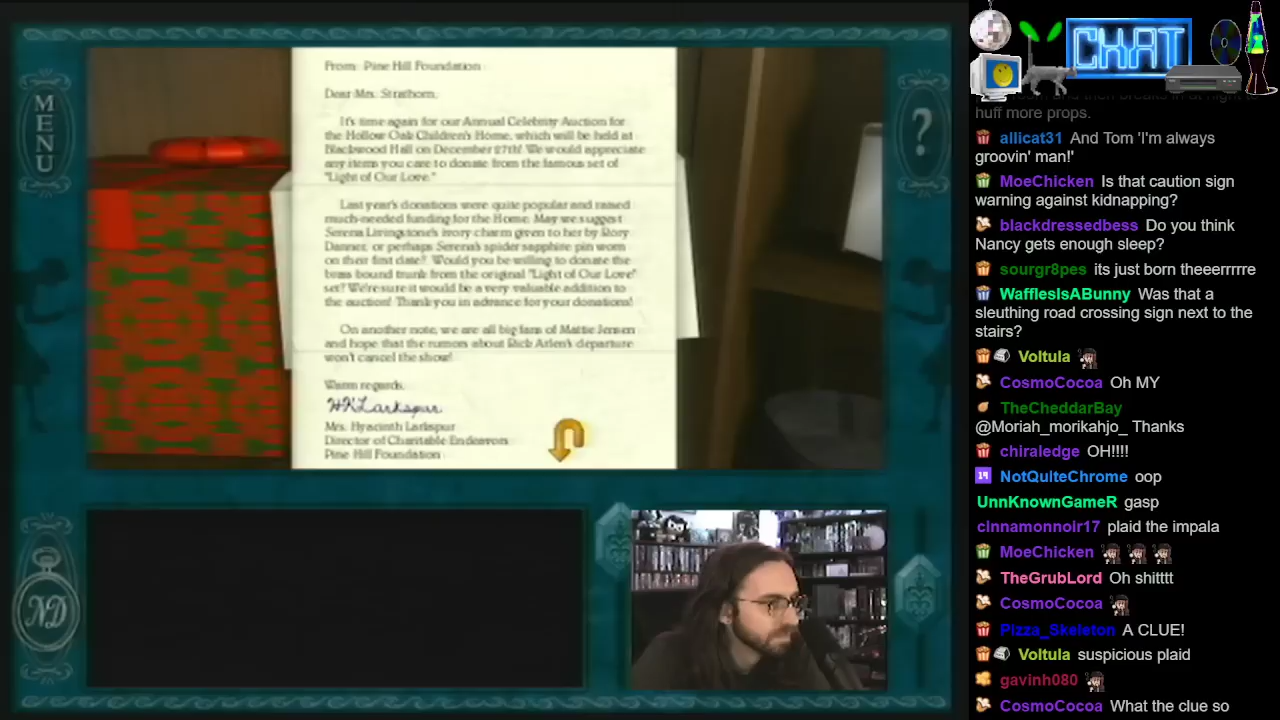 MENU
?
From: Pine Hill Foundation
Dear Mrs. Strathorn,
It's time again for our Annual Celebrity Auction for
the Hollow Oak Children's Home, which will be held at
Blackwood Hall on December 27th! We would appreciate
any items you care to donate from the famous set of
"Light of Our Love."
Last year's donations were quite popular and raised
much-needed funding for the Home. May we suggest
Serena Livingstone's ivory charm given to her by Rory
Danner, or perhaps Serena's spider sapphire pin worn
on their first date? Would you be willing to donate the
brass bound trunk from the original "Light of Our Love"
set? We're sure it would be a very valuable addition to
the auction! Thank you in advance for your donations!
On another note, we are all big fans of Mattie Jensen
and hope that the rumors about Rick Arlen's departure
won't cancel the show!
Warm regards,
HKLarkspur
Mrs. Hyacinth Larkspur
Director of Charitable Endeavors
Pine Hill Foundation
ND
CHAT
huff more props.
allicat31 And Tom 'I'm always
groovin' man!'
MoeChicken Is that caution sign
warning against kidnapping?
blackdressedbess Do you think
Nancy gets enough sleep?
sourgr8pes its just born theeerrrrre
WafflesIsABunny Was that a
sleuthing road crossing sign next to the
stairs?
Voltula
CosmoCocoa Oh MY
TheCheddarBay
@Moriah_morikahjo_ Thanks
chiraledge OH!!!!
19 NotQuiteChrome oop
UnnKnownGameR gasp
cinnamonnoir17 plaid the impala
MoeChicken
TheGrubLord Oh shitttt
CosmoCocoa
Pizza_Skeleton A CLUE!
Voltula suspicious plaid
gavinh080
CosmoCocoa What the clue so